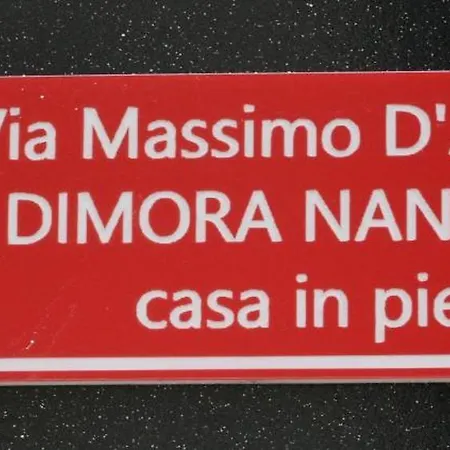 Via Massimo D'
DIMORA NAN
casa in pie